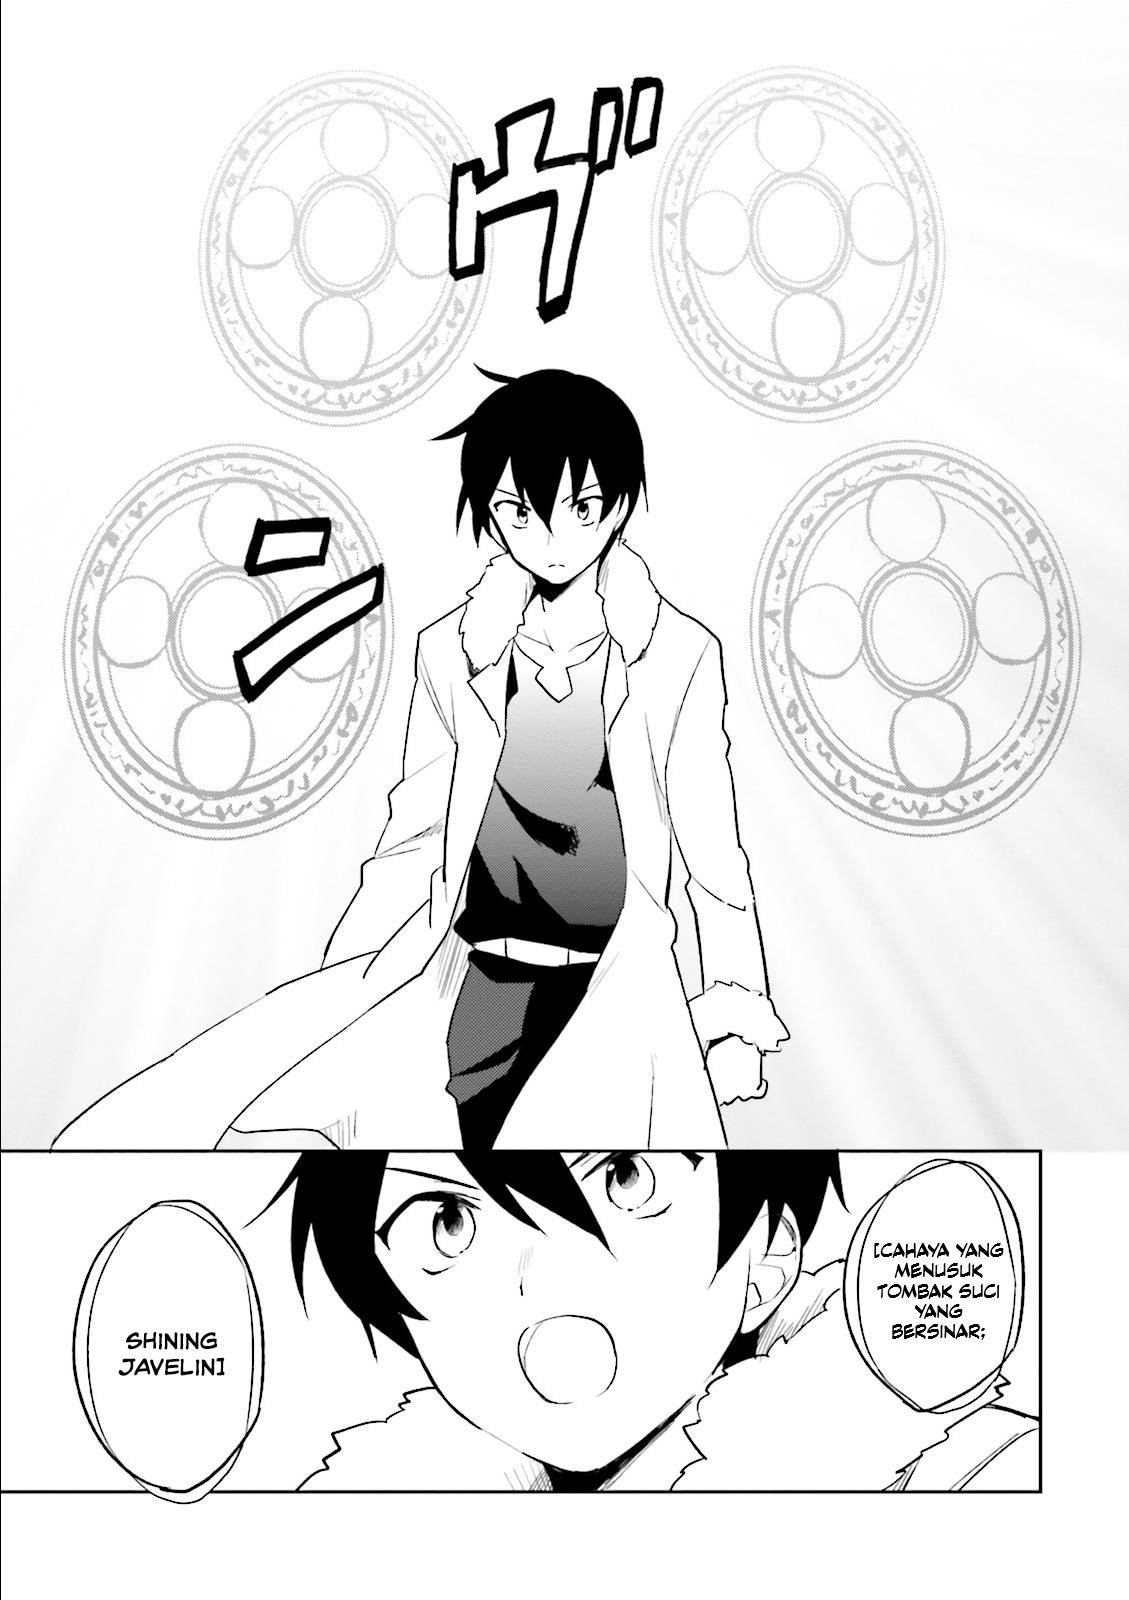 ヴン
[CAHAYA YANG
MENUSUK
TOMBAK SUCI
YANG
BERSINAR;
SHINING
JAVELIN]